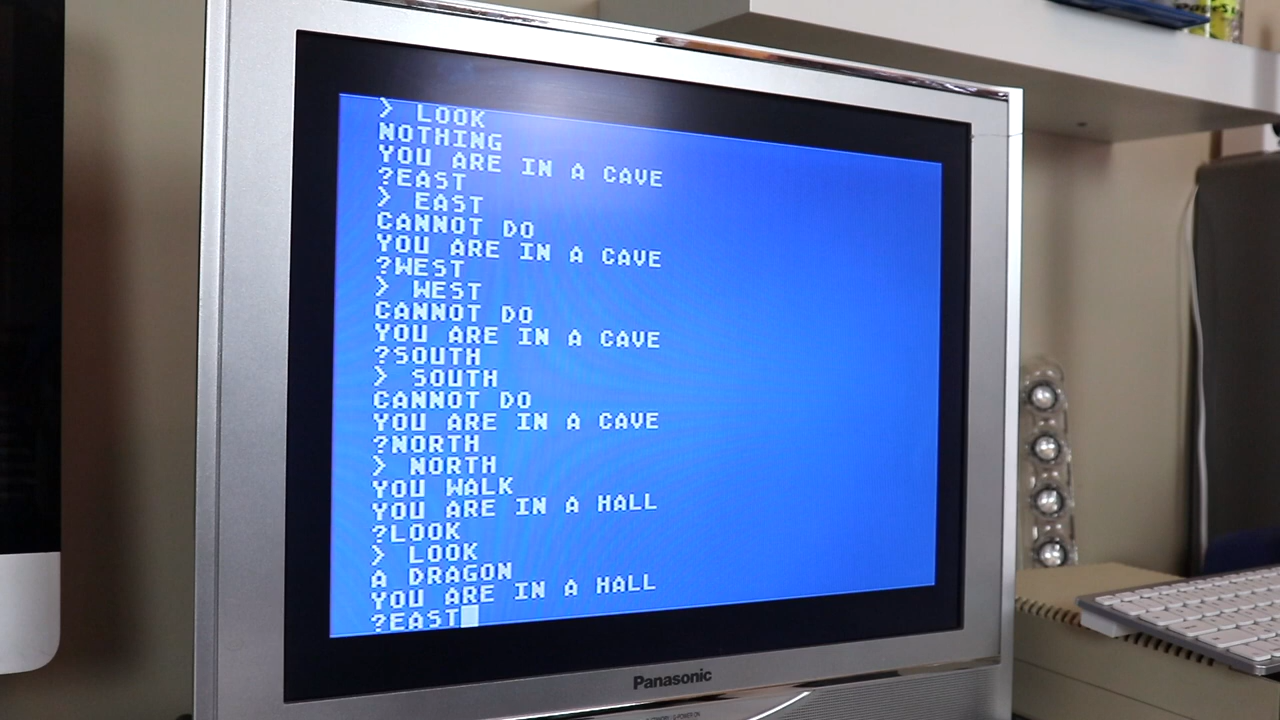 > LOOK
NOTHING
YOU ARE IN A CAVE
?EAST
> EAST
CANNOT DO
YOU ARE IN A CAVE
?WEST
> WEST
CANNOT DO
YOU ARE IN A CAVE
?SOUTH
> SOUTH
CANNOT DO
YOU ARE IN A CAVE
?NORTH
> NORTH
YOU WALK
YOU ARE IN A HALL
?LOOK
> LOOK
A DRAGON
YOU ARE IN A HALL
?EAST
Panasonic